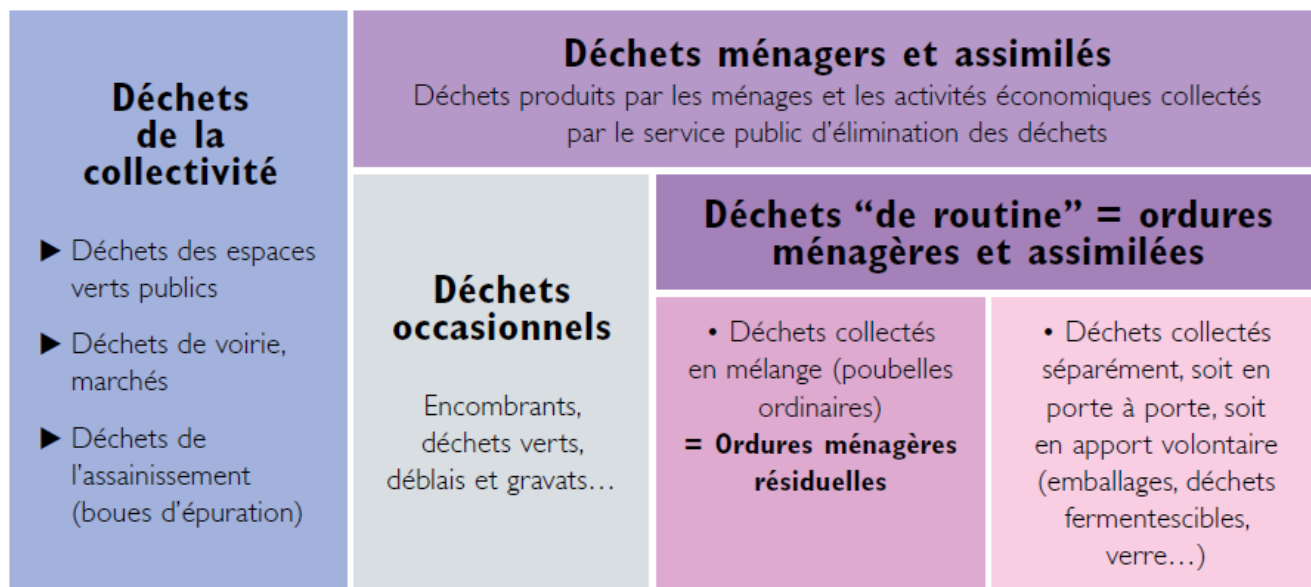 Déchets
de la
collectivité
▶ Déchets des espaces
verts publics
▶ Déchets de voirie,
marchés
▶ Déchets de
l’assainissement
(boues d’épuration)
Déchets ménagers et assimilés
Déchets produits par les ménages et les activités économiques collectés
par le service public d’élimination des déchets
Déchets
occasionnels
Encombrants,
déchets verts,
déblais et gravats…
Déchets “de routine” = ordures
ménagères et assimilées
• Déchets collectés
en mélange (poubelles
ordinaires)
= Ordures ménagères
résiduelles
• Déchets collectés
séparément, soit en
porte à porte, soit
en apport volontaire
(emballages, déchets
fermentescibles,
verre…)